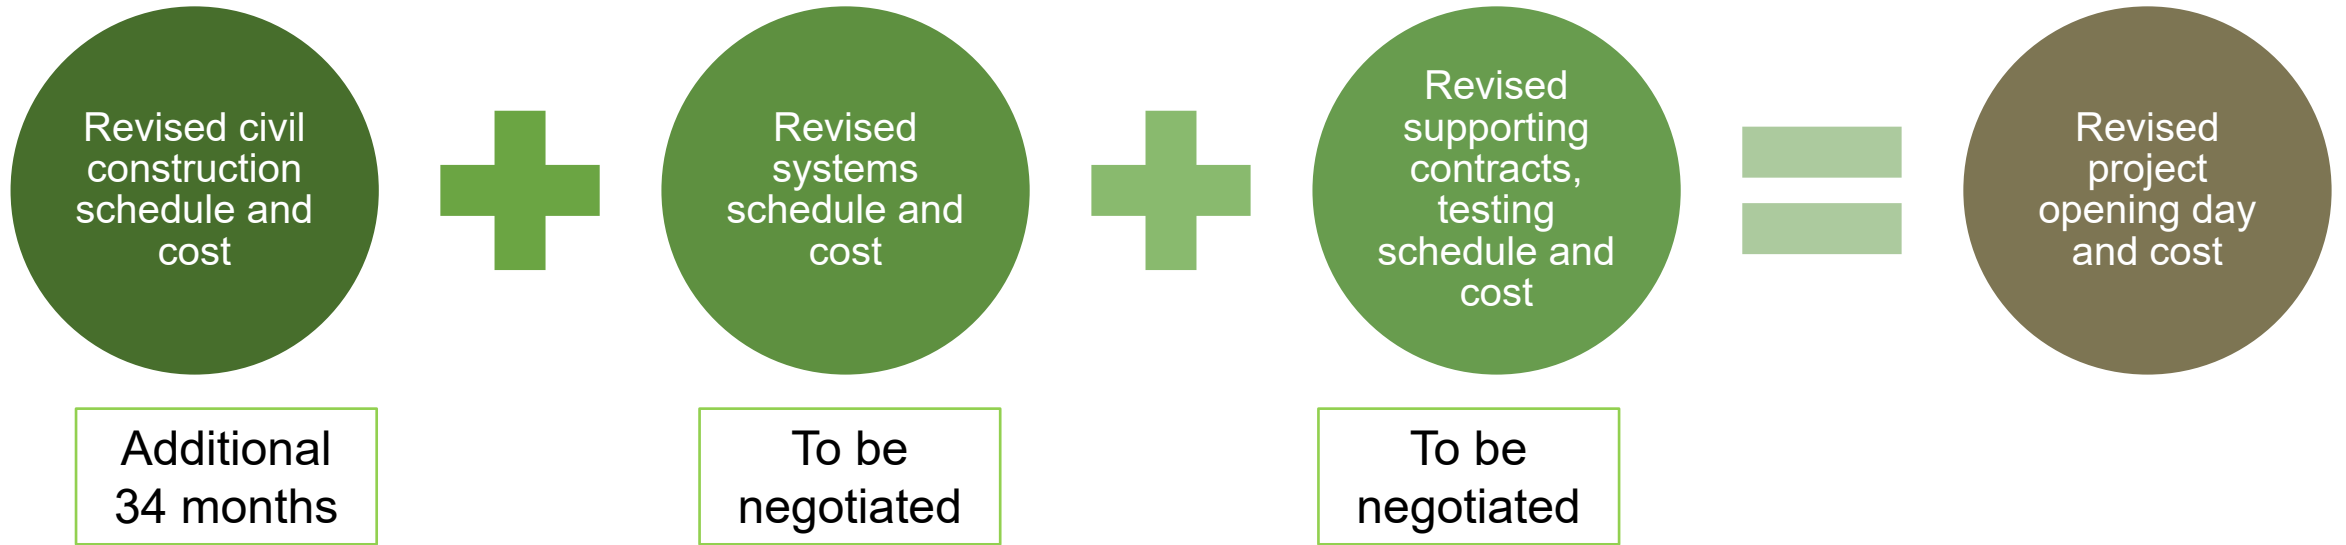 Revised civil
construction
schedule and
cost
Revised
systems
schedule and
cost
Revised
supporting
contracts,
testing
schedule and
cost
Revised
project
opening day
and cost
Additional
34 months
To be
negotiated
To be
negotiated